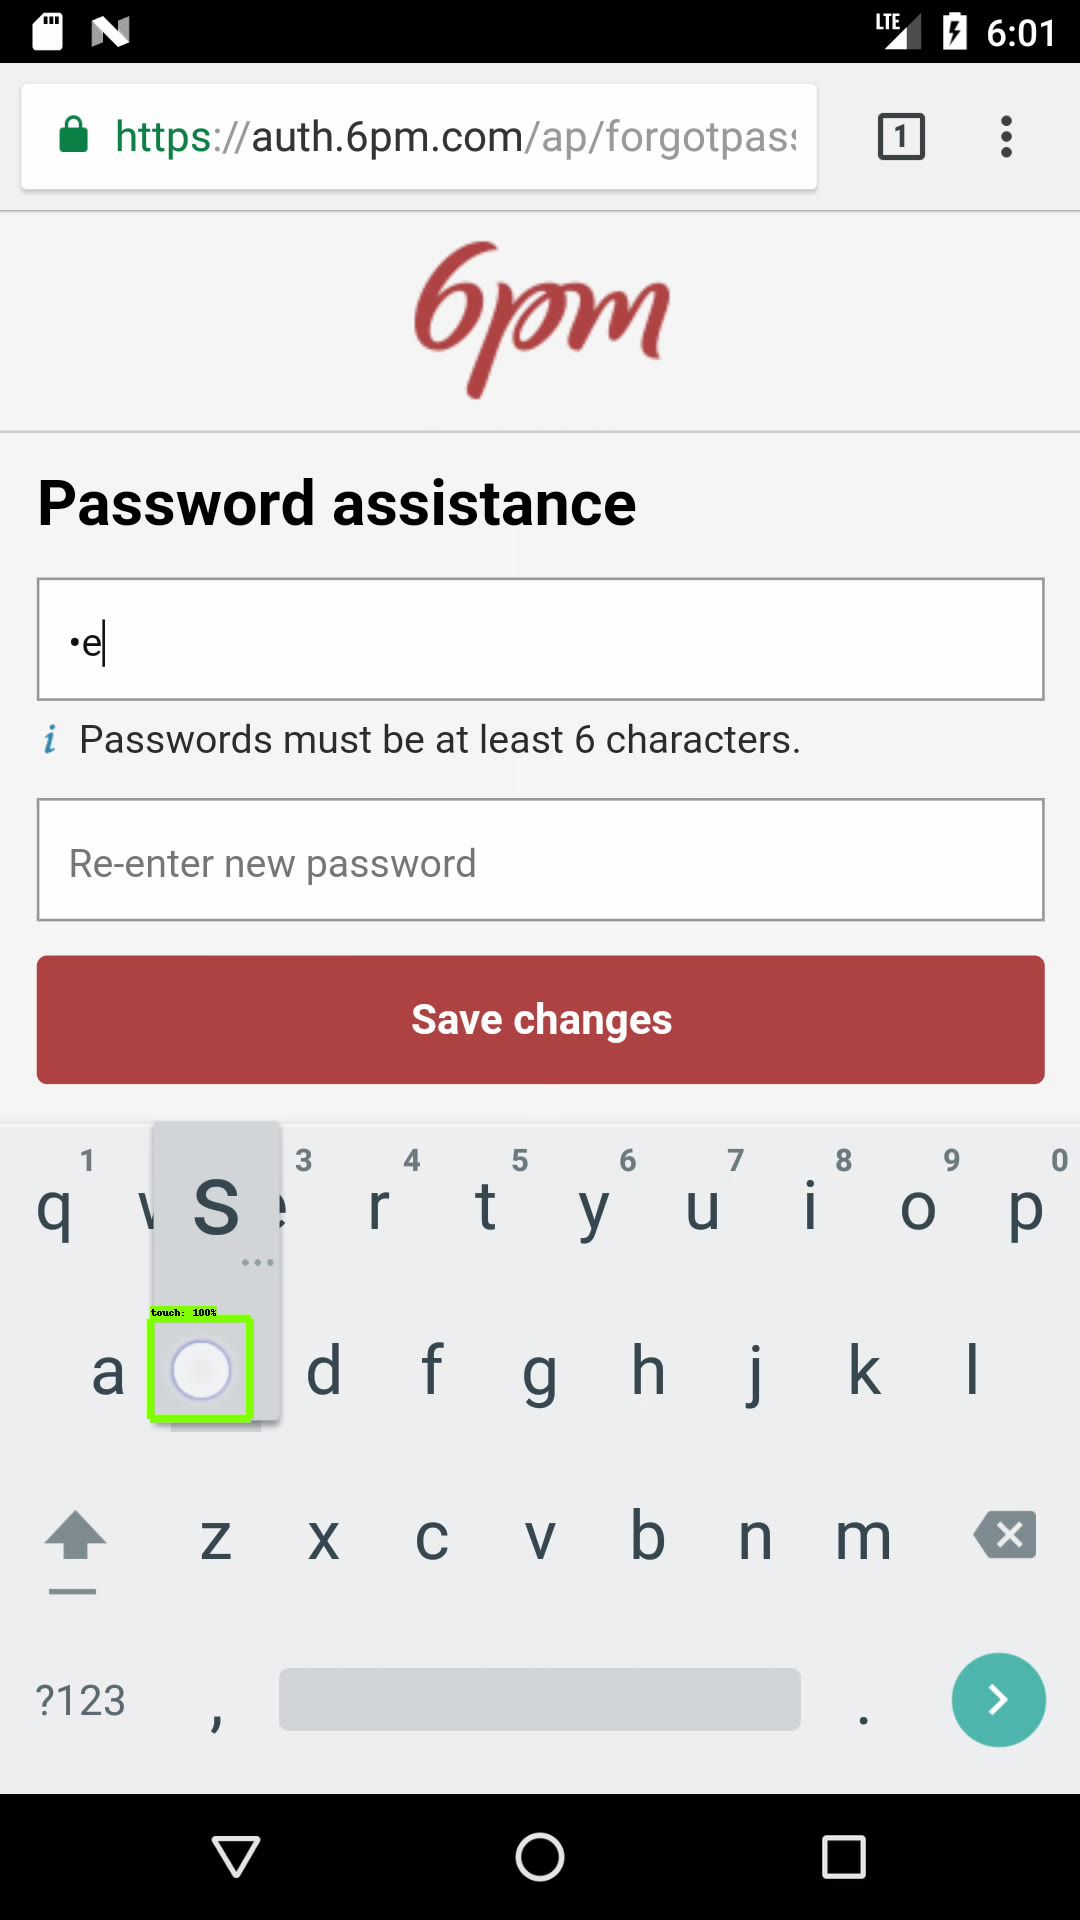 LTE 6:01
https://auth.6pm.com/ap/forgotpass
1
6pm
Password assistance
•e
i Passwords must be at least 6 characters.
Re-enter new password
Save changes
1 3 4 5 6 7 8 9 0
q w s e r t y u i o p
touch: 100%
a d f g h j k l
z x c v b n m
?123 , .